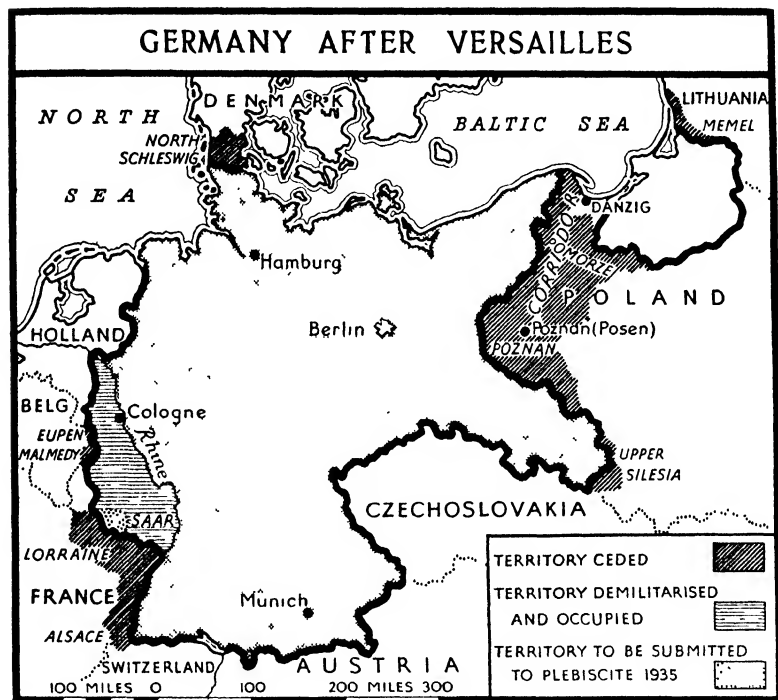 GERMANY AFTER VERSAILLES
NORTH
SEA
DENMARK
NORTH
SCHLESWIG
BALTIC SEA
LITHUANIA
MEMEL
DANZIG
CORRIDOR
POMORZE
POLAND
Poznań (Posen)
POZNAN
Hamburg
Berlin
HOLLAND
BELG
EUPEN
MALMEDY
Cologne
Rhine
SAAR
LORRAINE
FRANCE
ALSACE
Münich
SWITZERLAND
AUSTRIA
CZECHOSLOVAKIA
UPPER
SILESIA
TERRITORY CEDED
TERRITORY DEMILITARISED
AND OCCUPIED
TERRITORY TO BE SUBMITTED
TO PLEBISCITE 1935
100 MILES 0 100 200 MILES 300